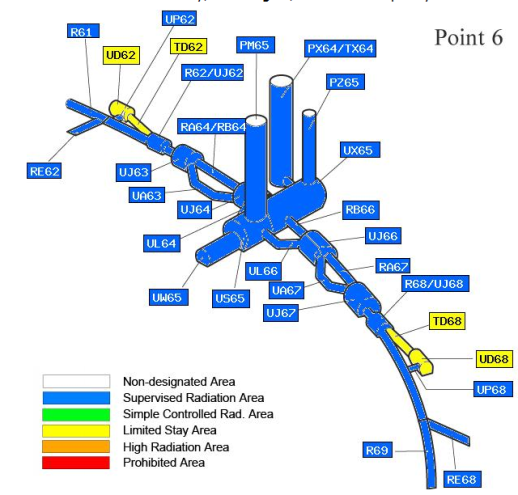 UP62
R61
PM65
Point 6
TD62
UD62
PX64/TX64
R62/UJ62
PZ65
RA64/RB64
UX65
RE62
UJ63
UA63
UJ64
RB66
UJ66
UL64
UL66
RA67
R68/UJ68
UA67
UW65
US65
UJ67
TD68
UD68
UP68
Non-designated Area
Supervised Radiation Area
Simple Controlled Rad. Area
Limited Stay Area
High Radiation Area
Prohibited Area
R69
RE68